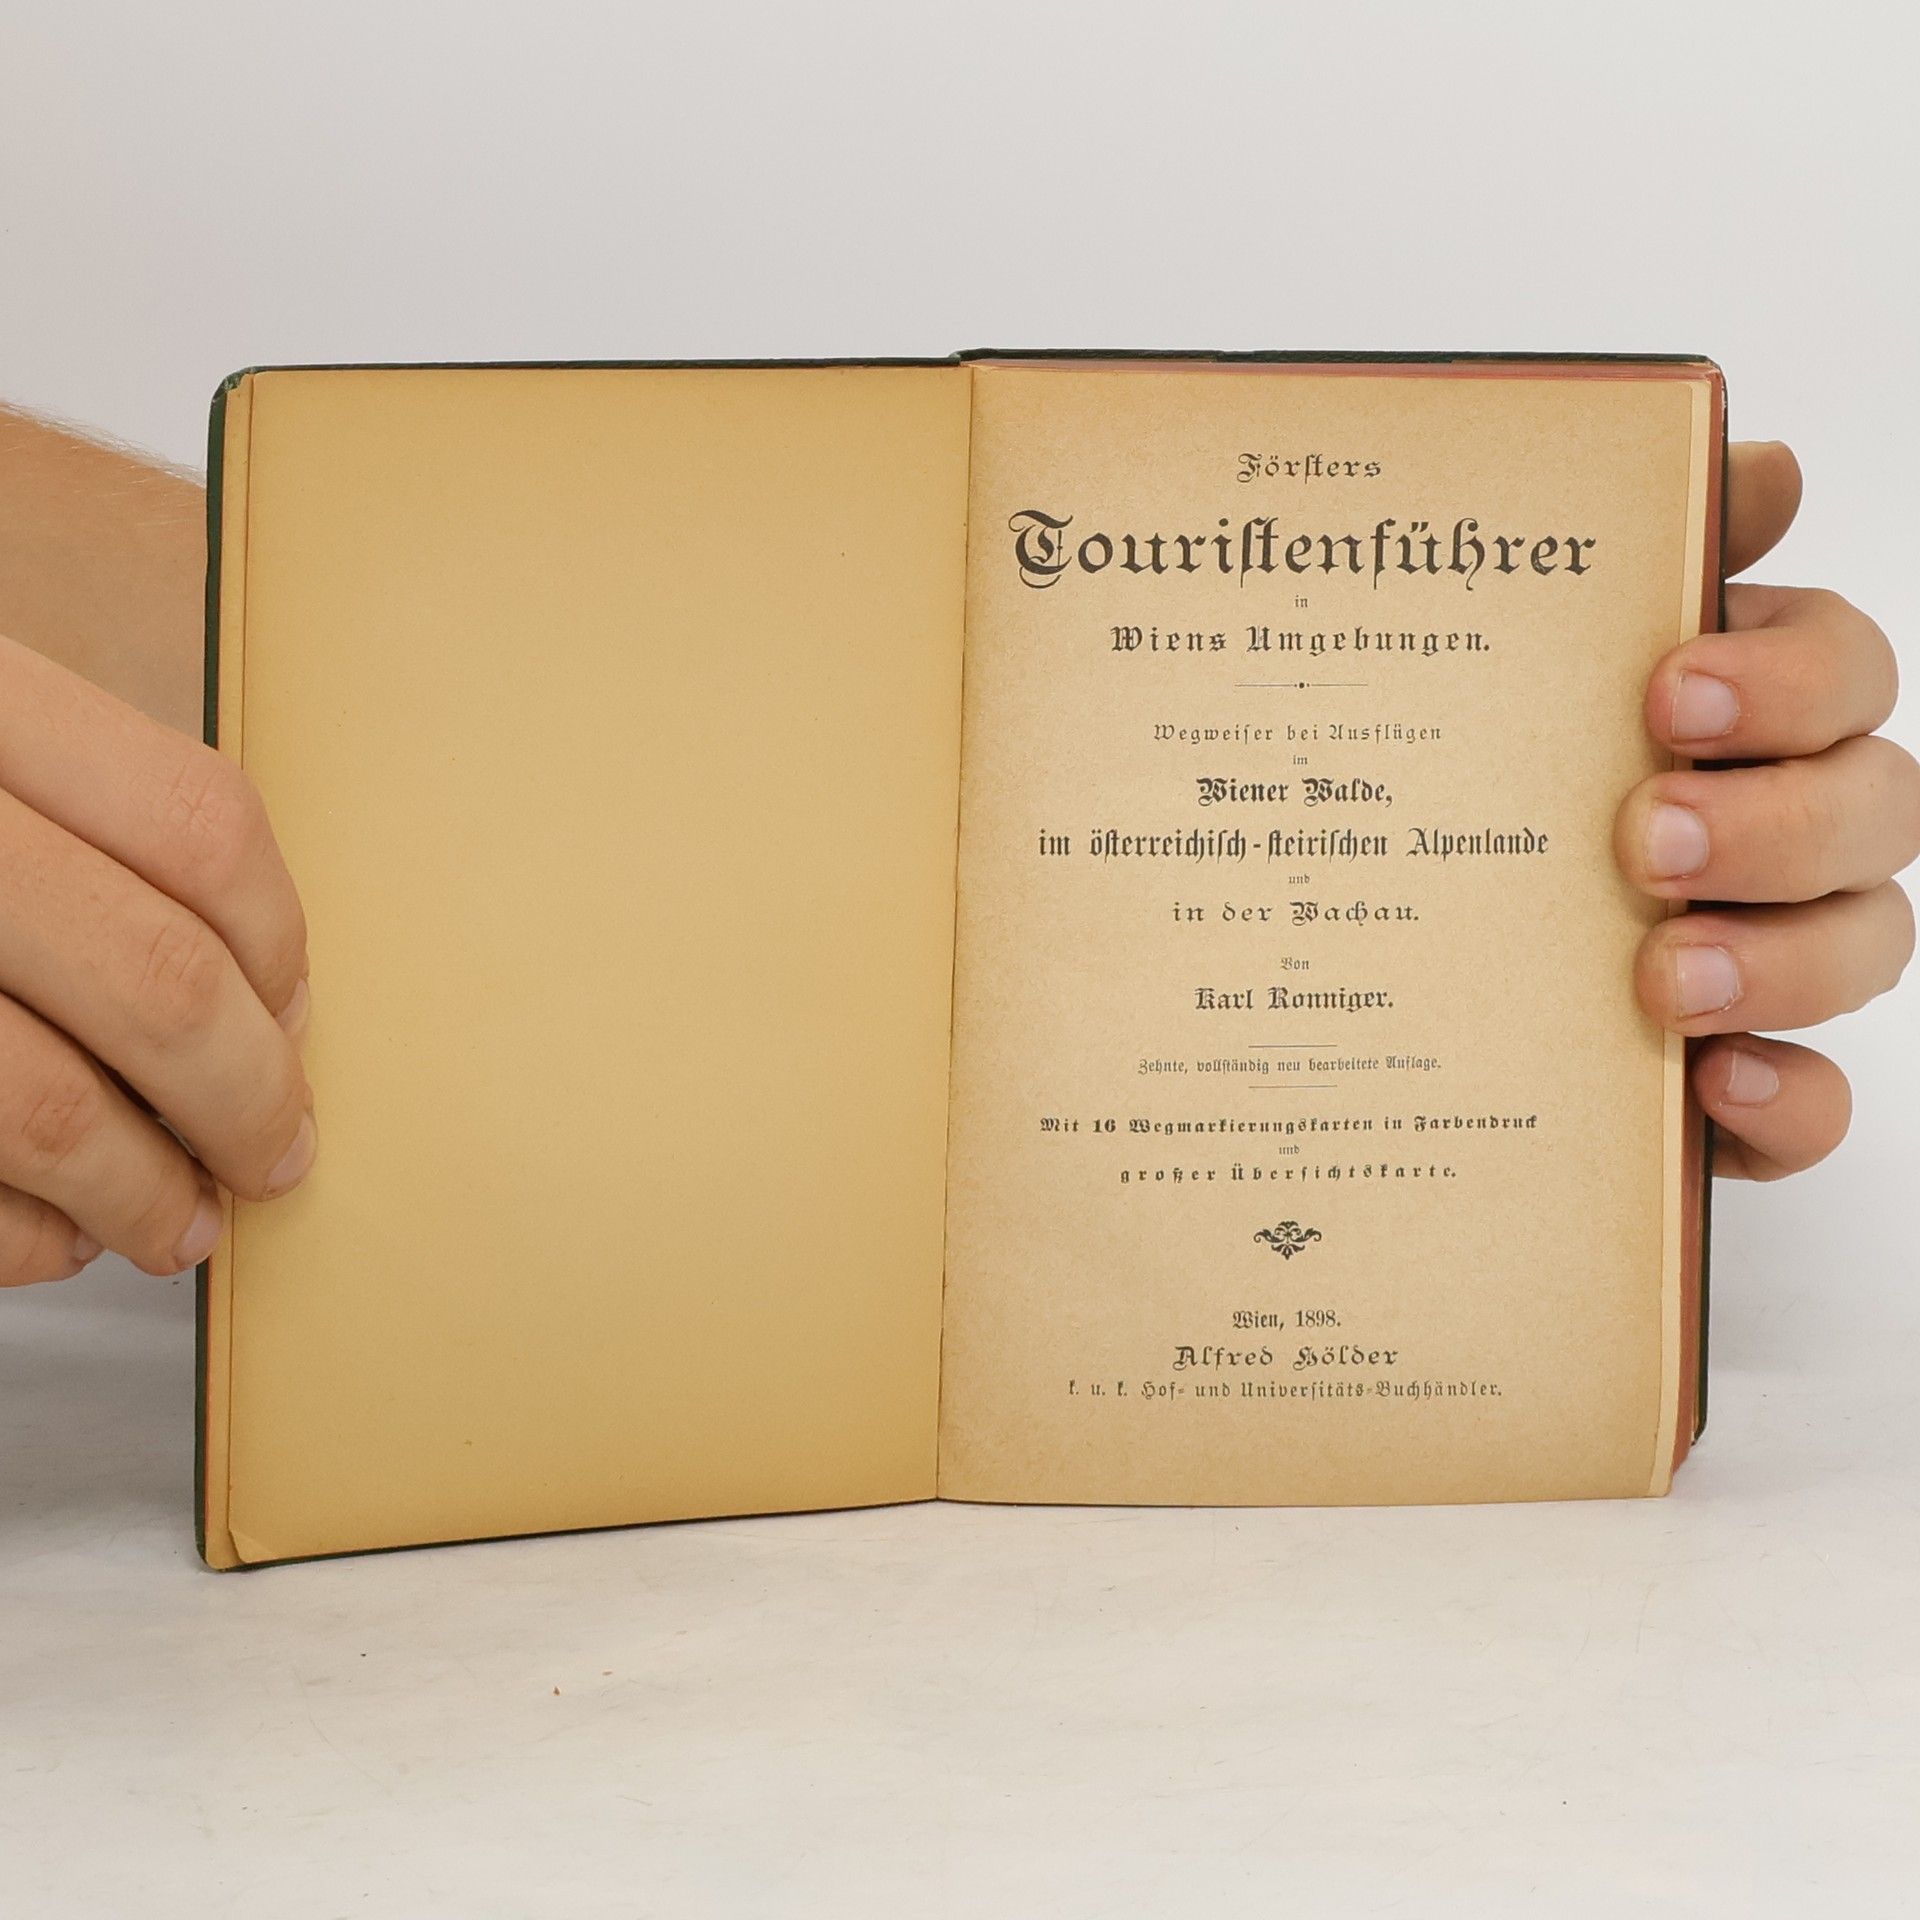 Förſters
Touriſtenführer
in
Wiens Umgebungen.
Wegweiſer bei Ausflügen
im
Wiener Walde,
im öſterreichiſch-ſteiriſchen Alpenlande
und
in der Wachau.
Von
Karl Ronniger.
Zehnte, vollſtändig neu bearbeitete Auflage.
Mit 16 Wegmarkierungskarten in Farbendruck
und
großer Überſichtskarte.
Wien, 1898.
Alfred Hölder
k. u. k. Hof- und Univerſitäts-Buchhändler.